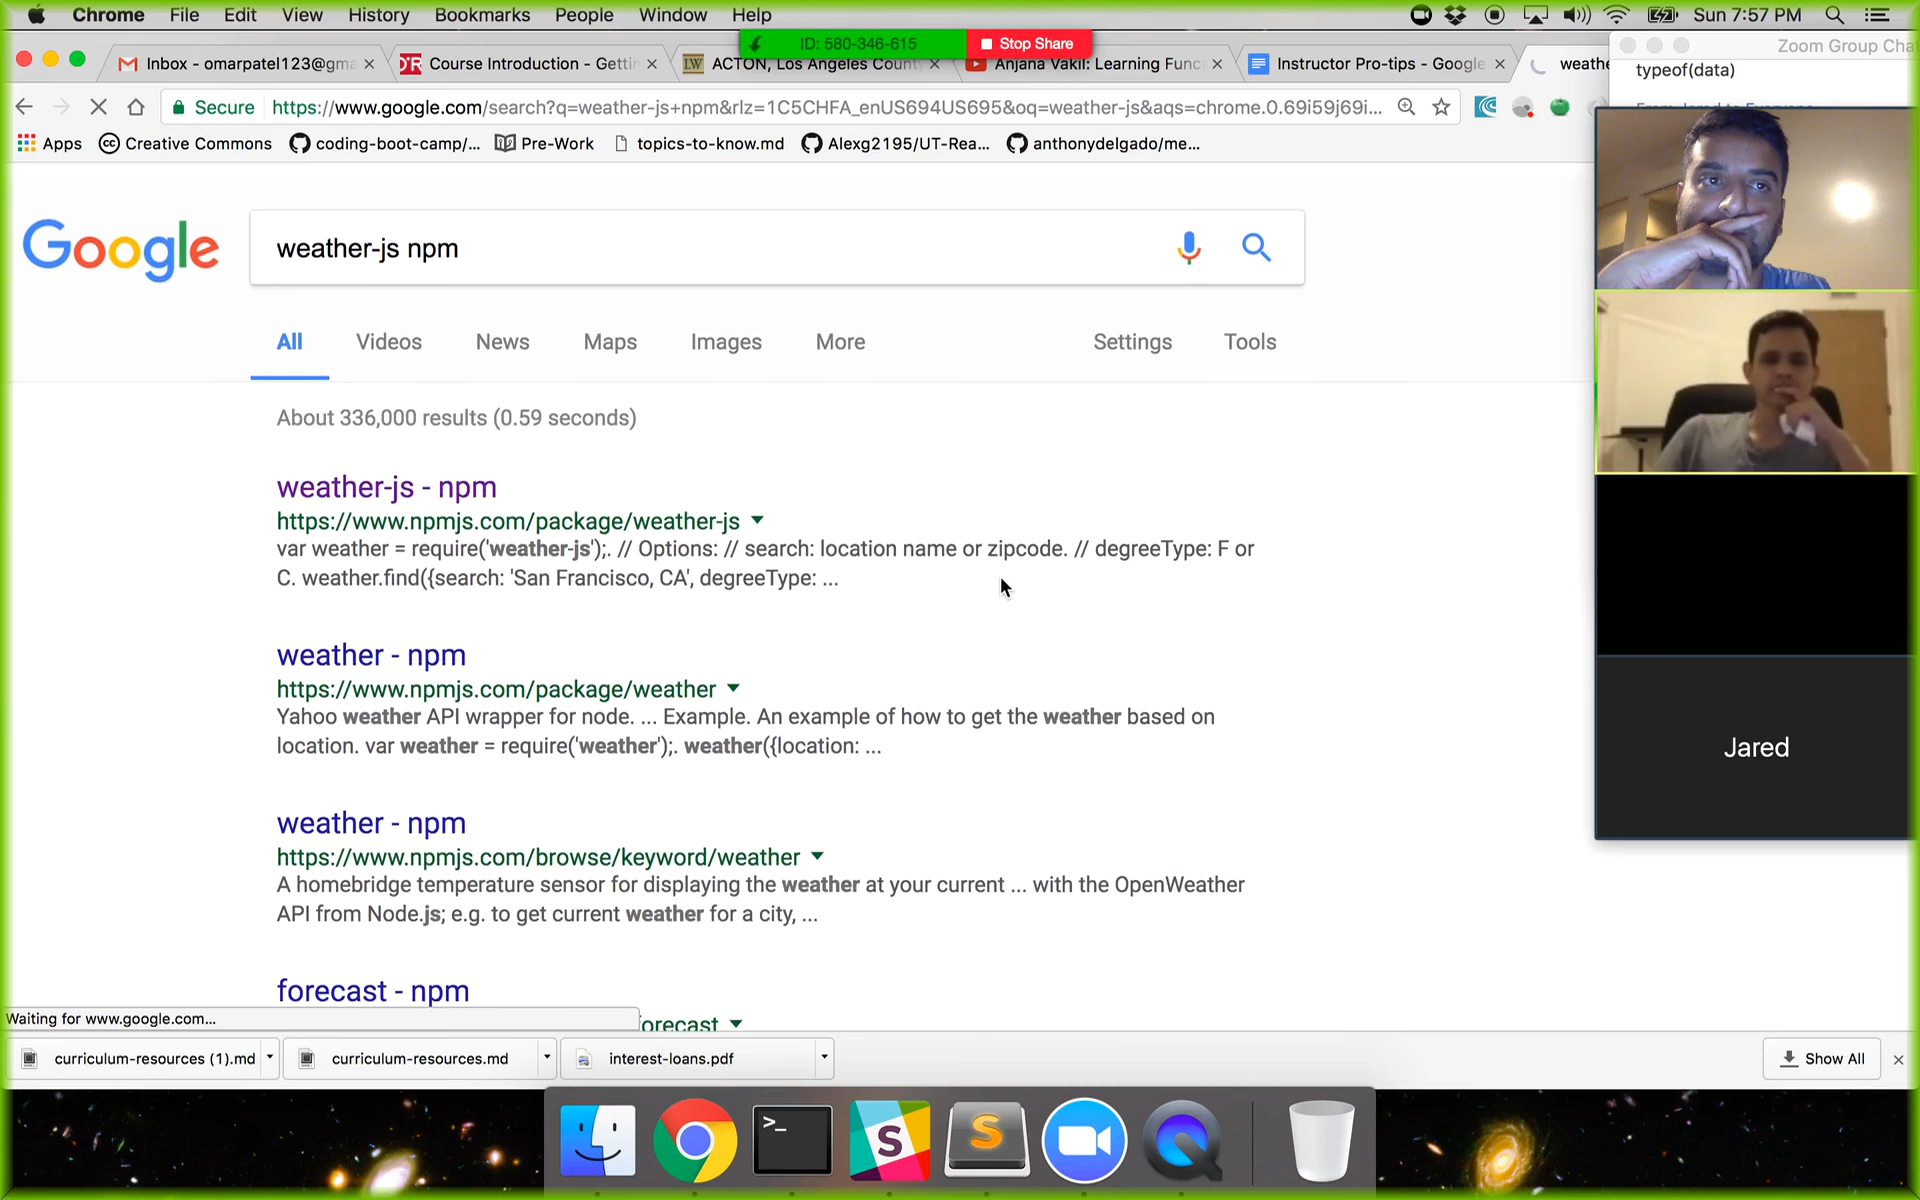 Chrome File Edit View History Bookmarks People Window Help
Sun 7:57 PM
ID: 580-346-615 Stop Share
Zoom Group Cha
Inbox - omarpatel123@gma
Course Introduction - Gettin
ACTON, Los Angeles County
Anjana Vakil: Learning Func
Instructor Pro-tips - Google
weathe
typeof(data)
From Jared to Everyone
Secure https://www.google.com/search?q=weather-js+npm&rlz=1C5CHFA_enUS694US695&oq=weather-js&aqs=chrome.0.69i59j69i...
Apps Creative Commons coding-boot-camp/... Pre-Work topics-to-know.md Alexg2195/UT-Rea... anthonydelgado/me...
Google
weather-js npm
All Videos News Maps Images More Settings Tools
About 336,000 results (0.59 seconds)
weather-js - npm
https://www.npmjs.com/package/weather-js
var weather = require('weather-js');. // Options: // search: location name or zipcode. // degreeType: F or
C. weather.find({search: 'San Francisco, CA', degreeType: ...
weather - npm
https://www.npmjs.com/package/weather
Yahoo weather API wrapper for node. ... Example. An example of how to get the weather based on
location. var weather = require('weather');. weather({location: ...
Jared
weather - npm
https://www.npmjs.com/browse/keyword/weather
A homebridge temperature sensor for displaying the weather at your current ... with the OpenWeather
API from Node.js; e.g. to get current weather for a city, ...
forecast - npm
Waiting for www.google.com...
orecast
curriculum-resources (1).md curriculum-resources.md interest-loans.pdf Show All